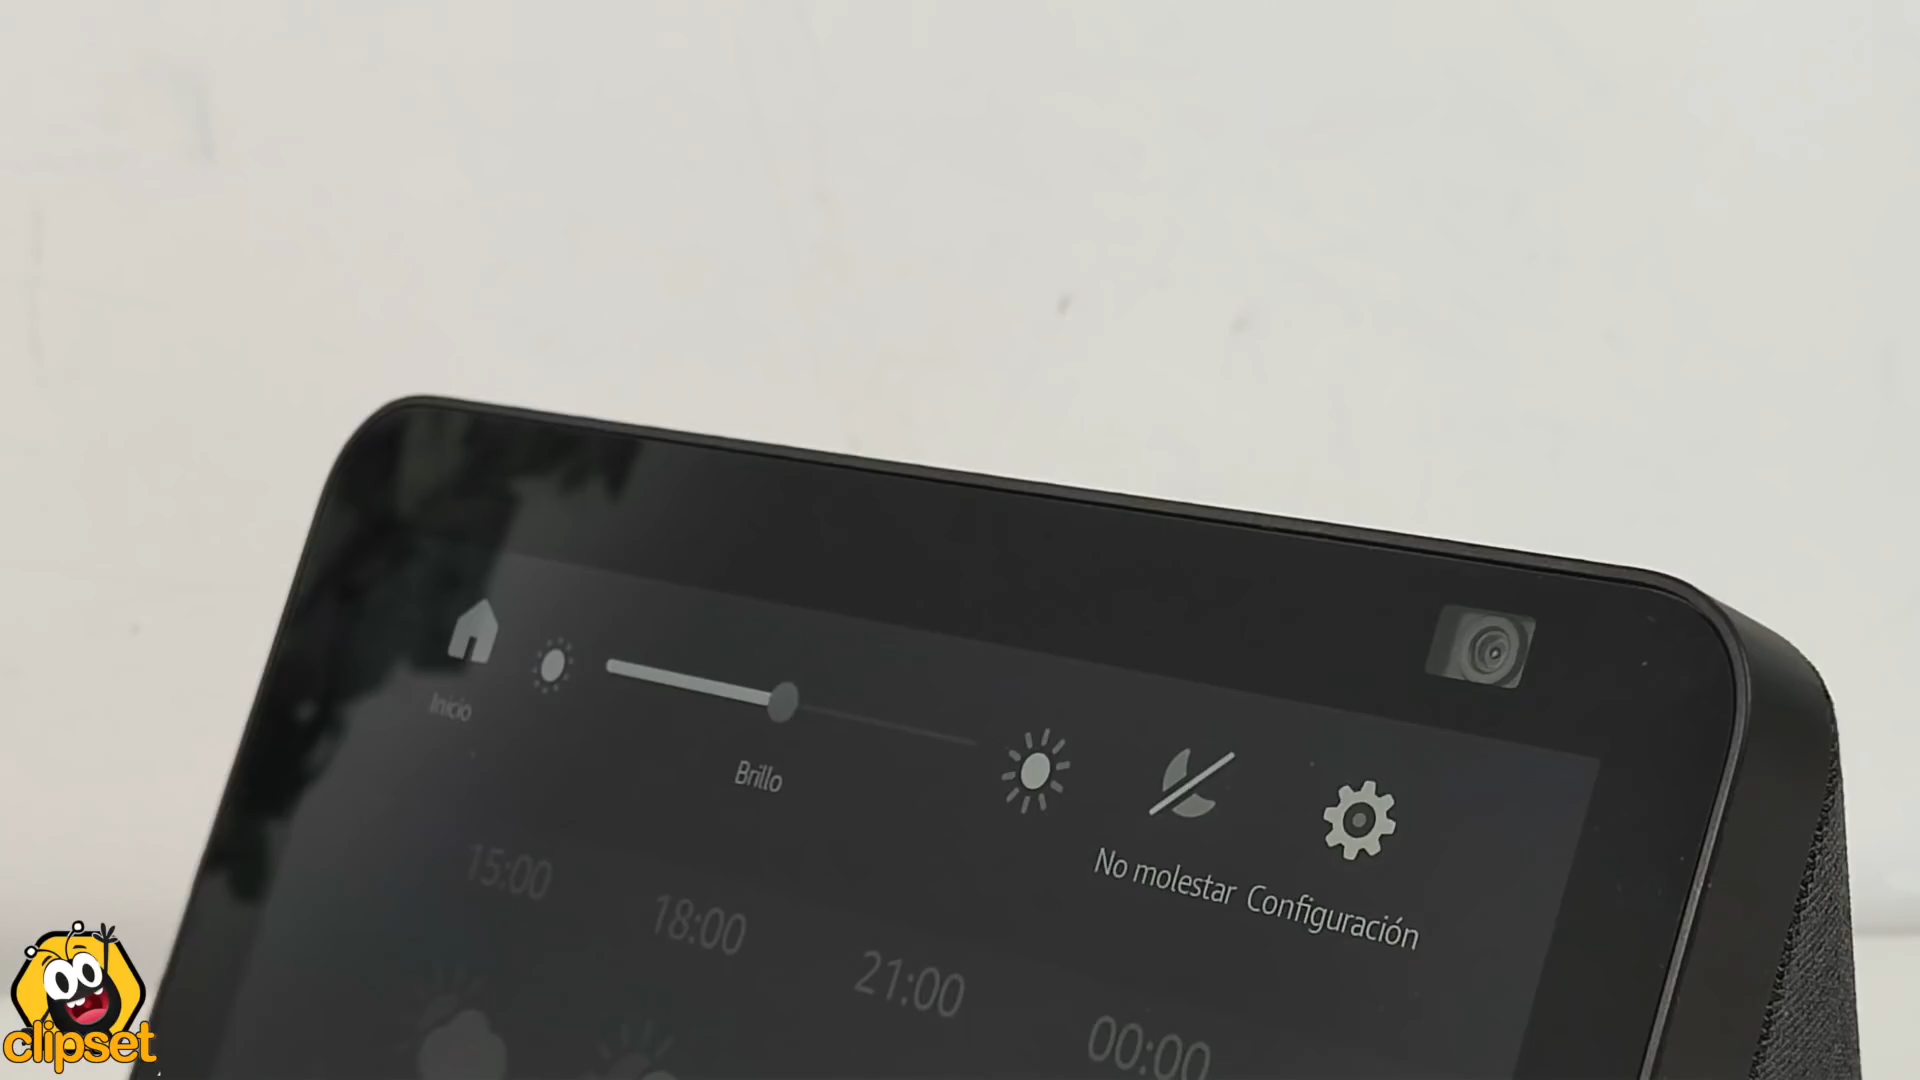 Inicio
Brillo
No molestar
Configuración
15:00
18:00
21:00
00:00
clipset